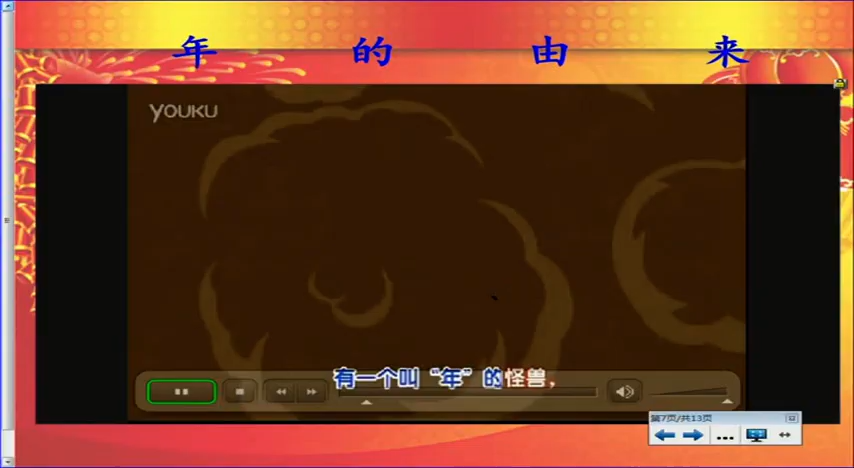 年 的 由 来
YOUKU
有一个叫“年”的怪兽，
第7页/共13页